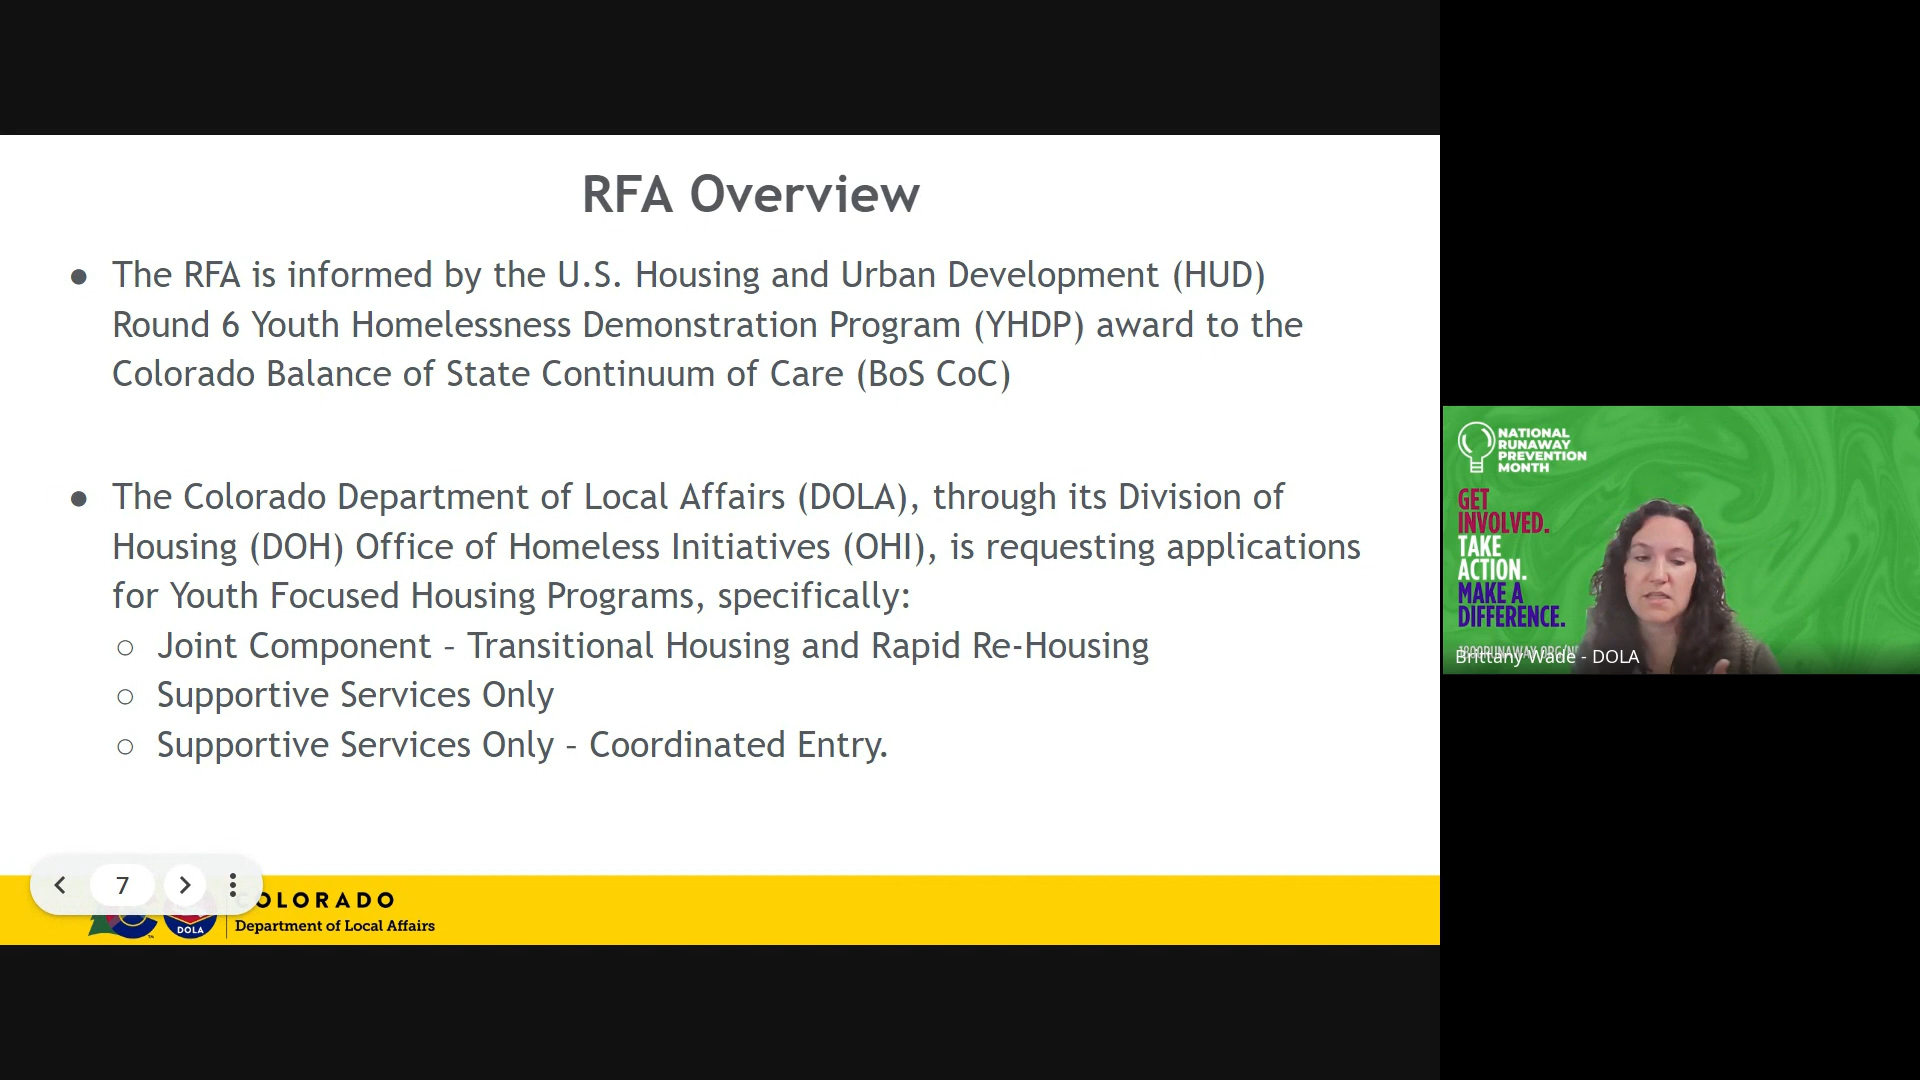 RFA Overview
● The RFA is informed by the U.S. Housing and Urban Development (HUD)
Round 6 Youth Homelessness Demonstration Program (YHDP) award to the
Colorado Balance of State Continuum of Care (BoS CoC)
● The Colorado Department of Local Affairs (DOLA), through its Division of
Housing (DOH) Office of Homeless Initiatives (OHI), is requesting applications
for Youth Focused Housing Programs, specifically:
○ Joint Component – Transitional Housing and Rapid Re-Housing
○ Supportive Services Only
○ Supportive Services Only – Coordinated Entry.
7
DOLA
COLORADO
Department of Local Affairs
NATIONAL
RUNAWAY
PREVENTION
MONTH
GET
INVOLVED.
TAKE
ACTION.
MAKE A
DIFFERENCE.
Brittany Wade - DOLA